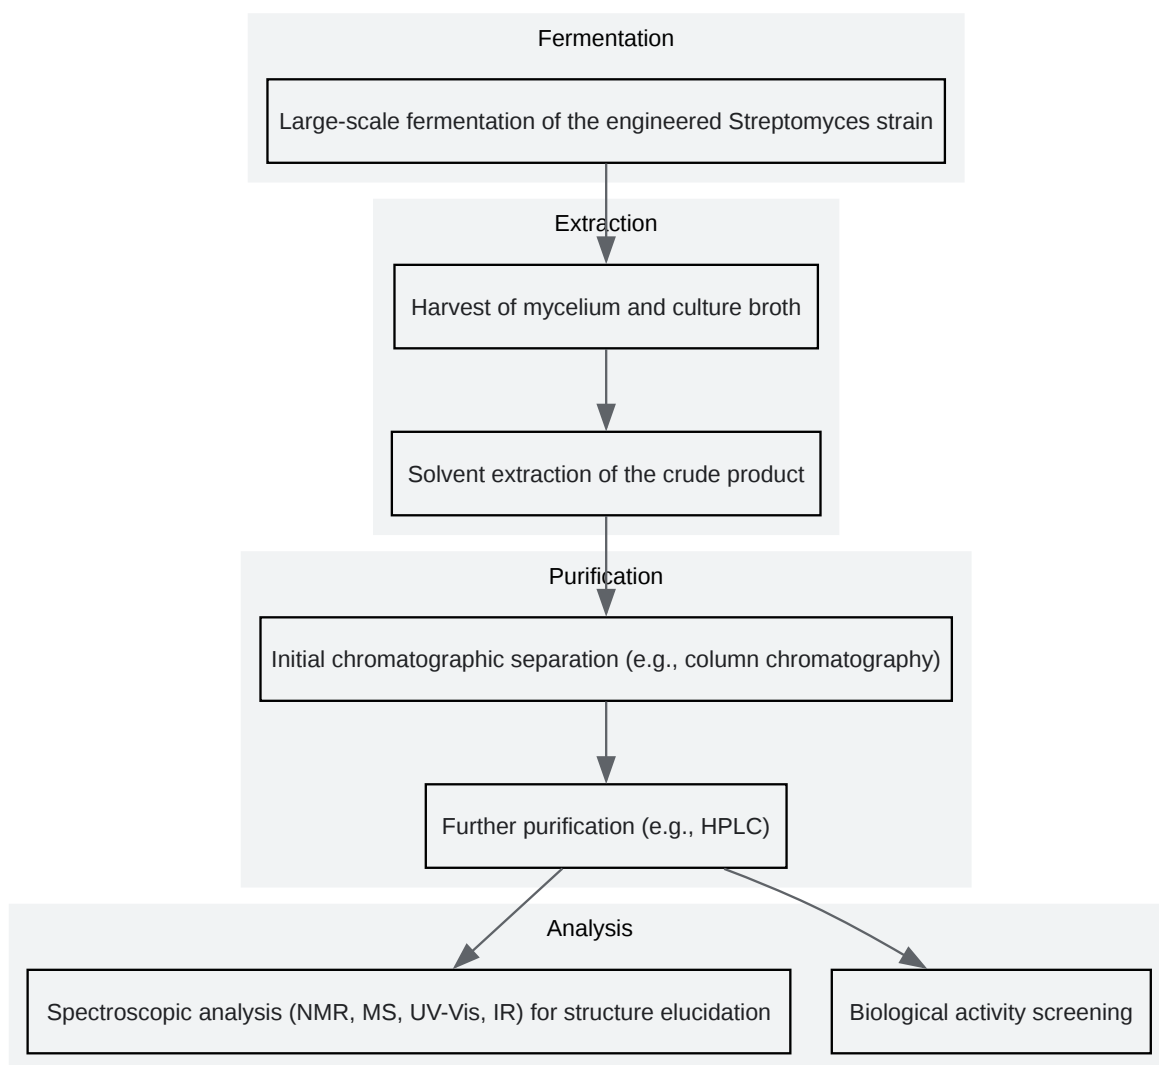 Fermentation
Large-scale fermentation of the engineered Streptomyces strain
Extraction
Harvest of mycelium and culture broth
Solvent extraction of the crude product
Purification
Initial chromatographic separation (e.g., column chromatography)
Further purification (e.g., HPLC)
Analysis
Spectroscopic analysis (NMR, MS, UV-Vis, IR) for structure elucidation
Biological activity screening